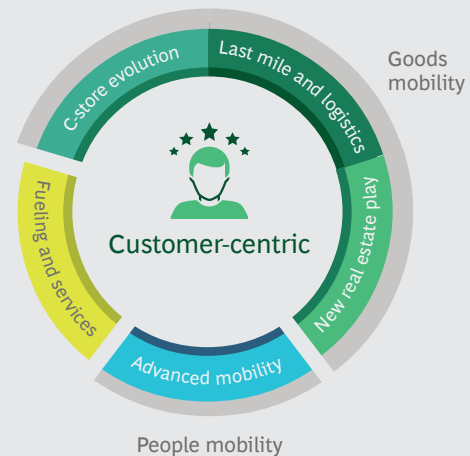 C-store evolution
Last mile and logistics
Goods
mobility
Fueling and services
Customer-centric
New real estate play
Advanced mobility
People mobility